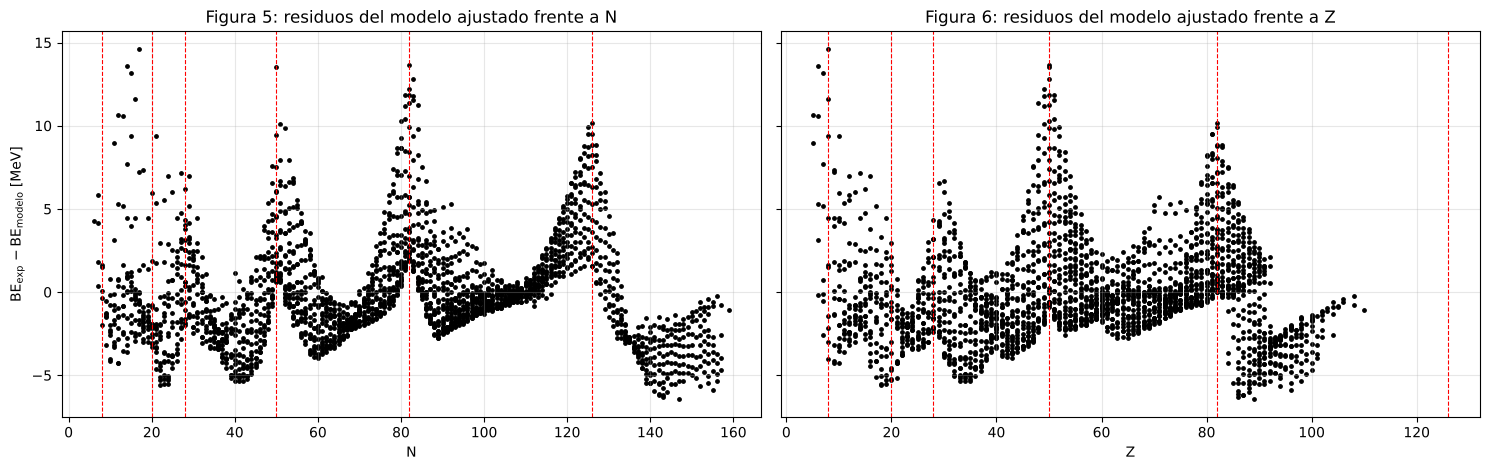 Figura 5: residuos del modelo ajustado frente a N
Figura 6: residuos del modelo ajustado frente a Z
BE_exp − BE_modelo [MeV]
15
10
5
0
−5
0 20 40 60 80 100 120 140 160
N
0 20 40 60 80 100 120
Z